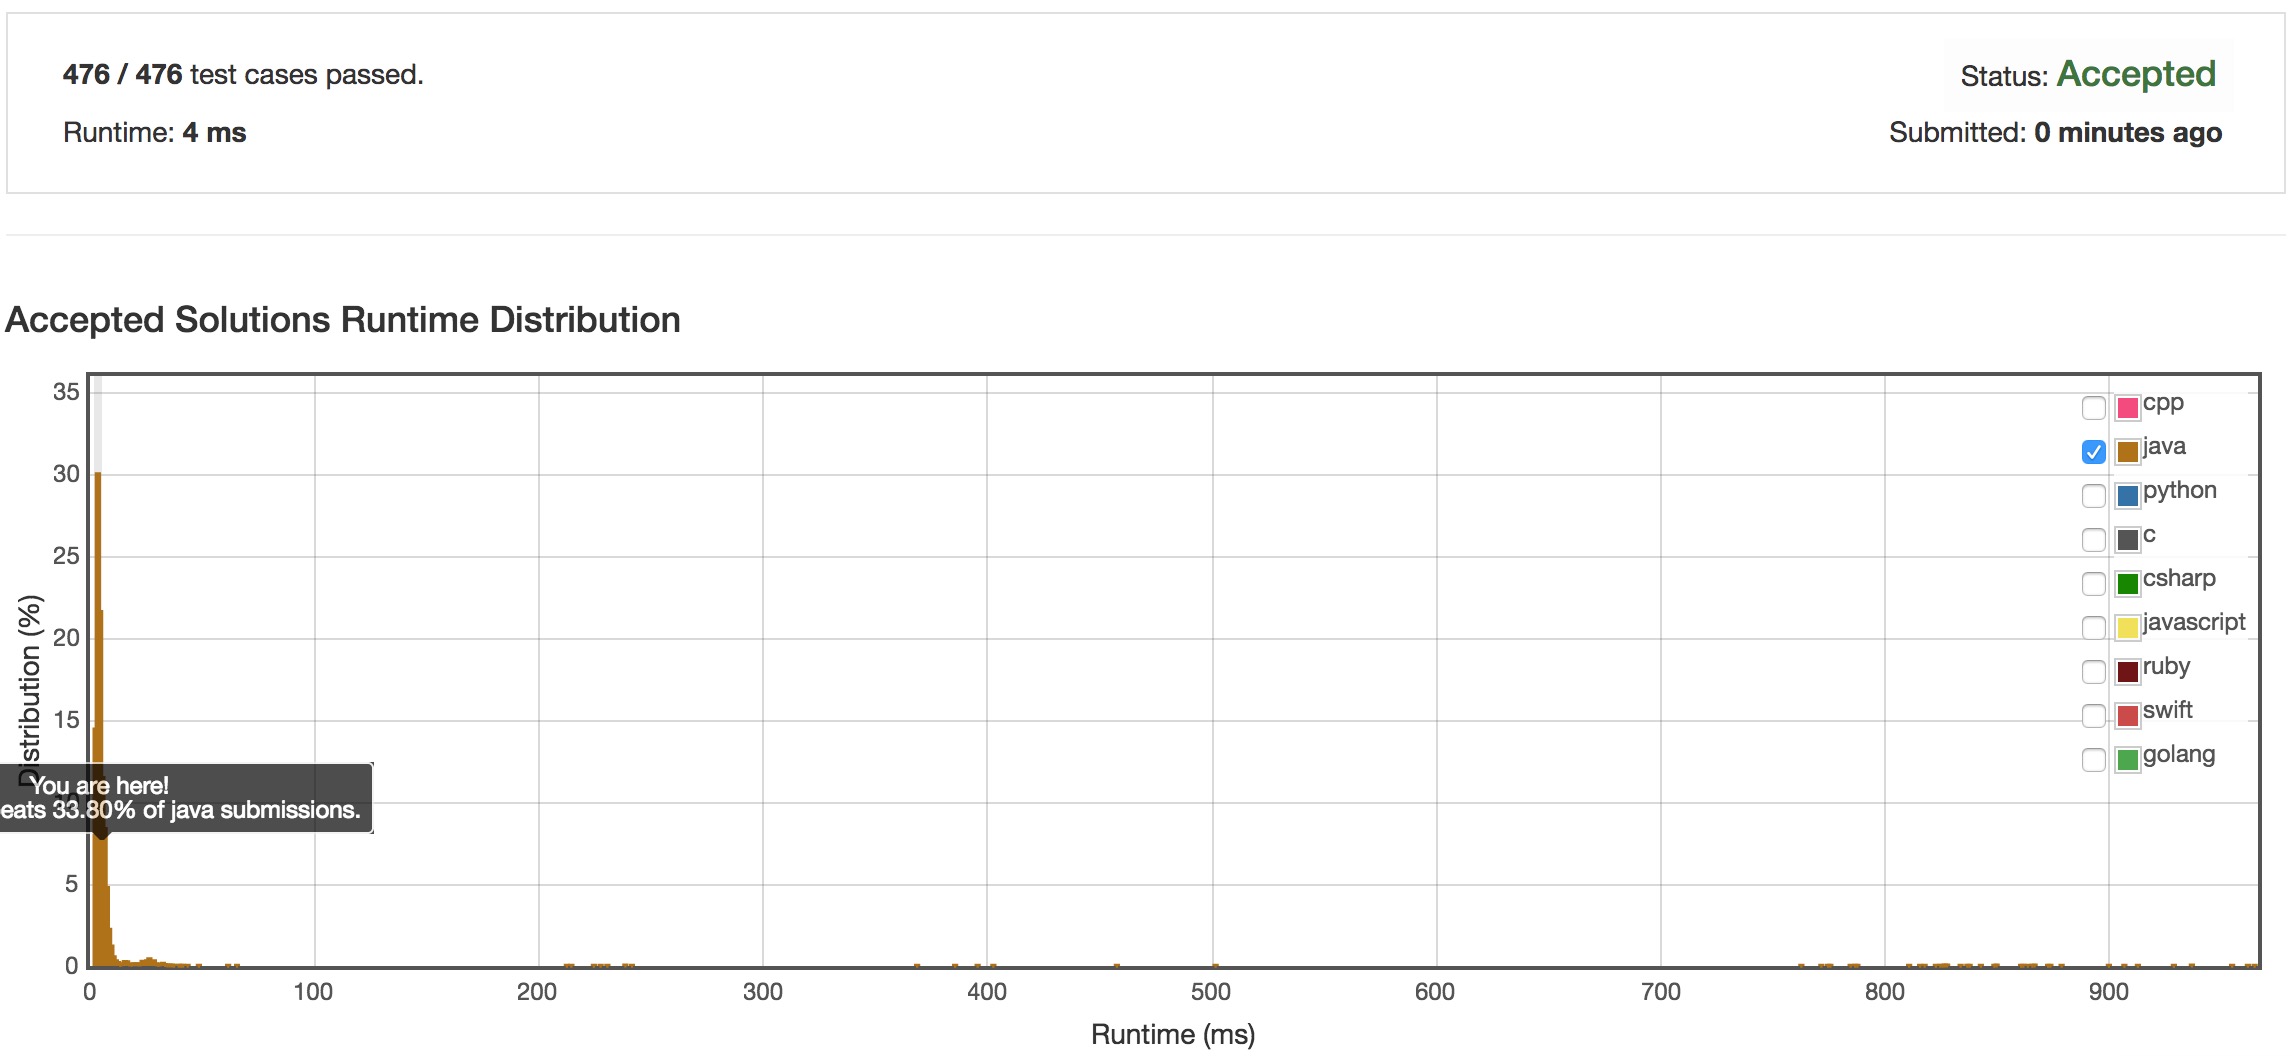 476 / 476 test cases passed.
Status: Accepted
Runtime: 4 ms
Submitted: 0 minutes ago
Accepted Solutions Runtime Distribution
35
30
25
20
15
10
5
0
Distribution (%)
You are here!
eats 33.80% of java submissions.
cpp
java
python
c
csharp
javascript
ruby
swift
golang
0 100 200 300 400 500 600 700 800 900
Runtime (ms)